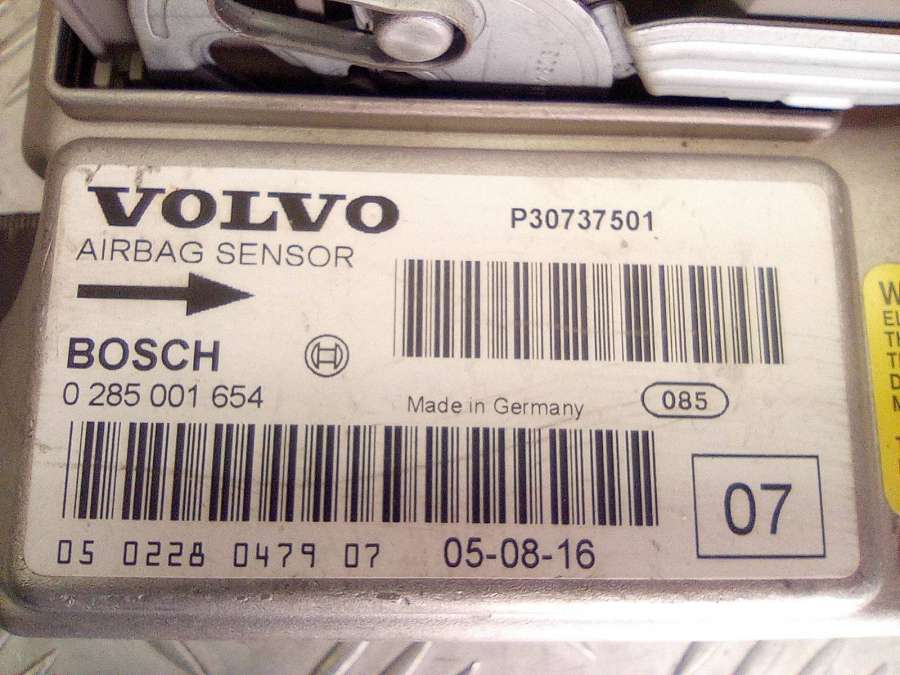 VOLVO
P30737501
AIRBAG SENSOR
BOSCH
0 285 001 654
Made in Germany
085
07
05 0228 0479 07
05-08-16